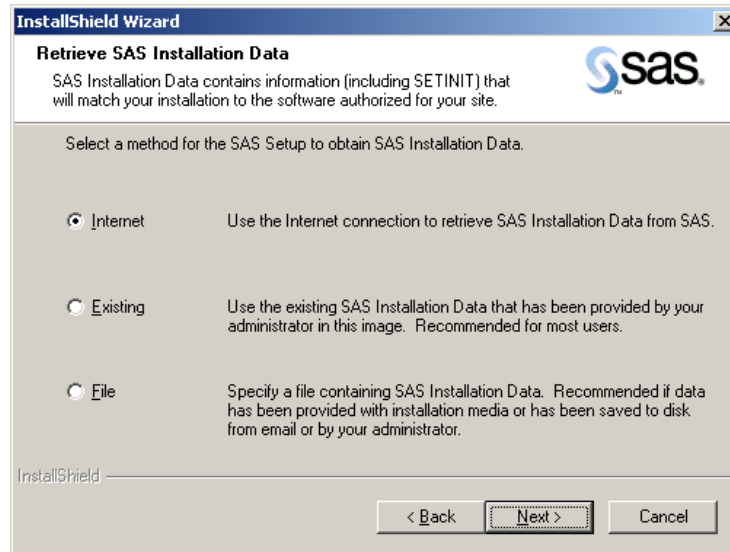 InstallShield Wizard
Retrieve SAS Installation Data
SAS Installation Data contains information (including SETINIT) that
will match your installation to the software authorized for your site.
sas.
TM
Select a method for the SAS Setup to obtain SAS Installation Data.
Internet
Use the Internet connection to retrieve SAS Installation Data from SAS.
Existing
Use the existing SAS Installation Data that has been provided by your
administrator in this image. Recommended for most users.
File
Specify a file containing SAS Installation Data. Recommended if data
has been provided with installation media or has been saved to disk
from email or by your administrator.
InstallShield
< Back
Next >
Cancel